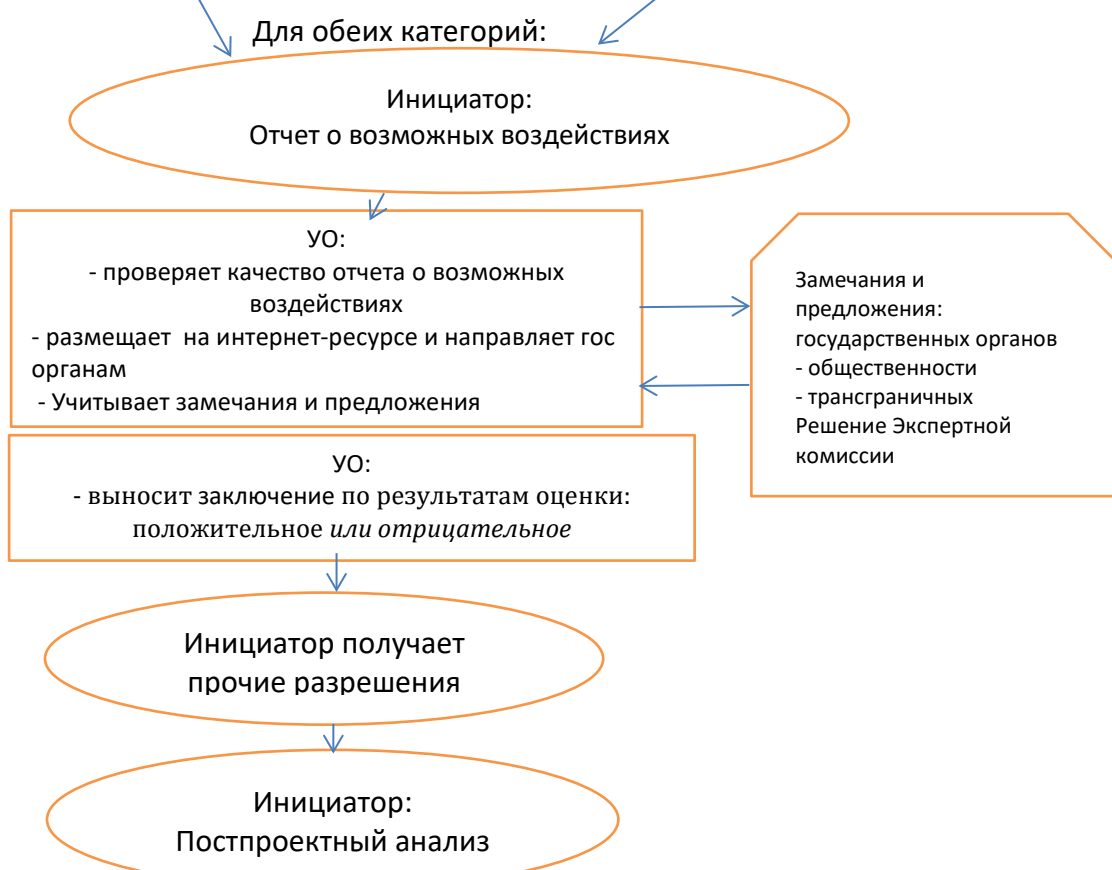 Для обеих категорий:
Инициатор:
Отчет о возможных воздействиях
УО:
- проверяет качество отчета о возможных
воздействиях
- размещает на интернет-ресурсе и направляет гос
органам
- Учитывает замечания и предложения
Замечания и
предложения:
государственных органов
- общественности
- трансграничных
Решение Экспертной
комиссии
УО:
- выносит заключение по результатам оценки:
положительное или отрицательное
Инициатор получает
прочие разрешения
Инициатор:
Постпроектный анализ